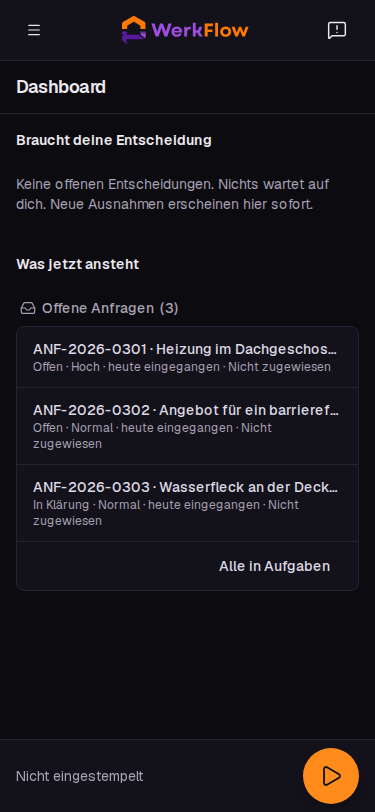 WerkFlow
Dashboard
Braucht deine Entscheidung
Keine offenen Entscheidungen. Nichts wartet auf
dich. Neue Ausnahmen erscheinen hier sofort.
Was jetzt ansteht
Offene Anfragen (3)
ANF-2026-0301 · Heizung im Dachgeschos…
Offen · Hoch · heute eingegangen · Nicht zugewiesen
ANF-2026-0302 · Angebot für ein barrieref…
Offen · Normal · heute eingegangen · Nicht
zugewiesen
ANF-2026-0303 · Wasserfleck an der Deck…
In Klärung · Normal · heute eingegangen · Nicht
zugewiesen
Alle in Aufgaben
Nicht eingestempelt